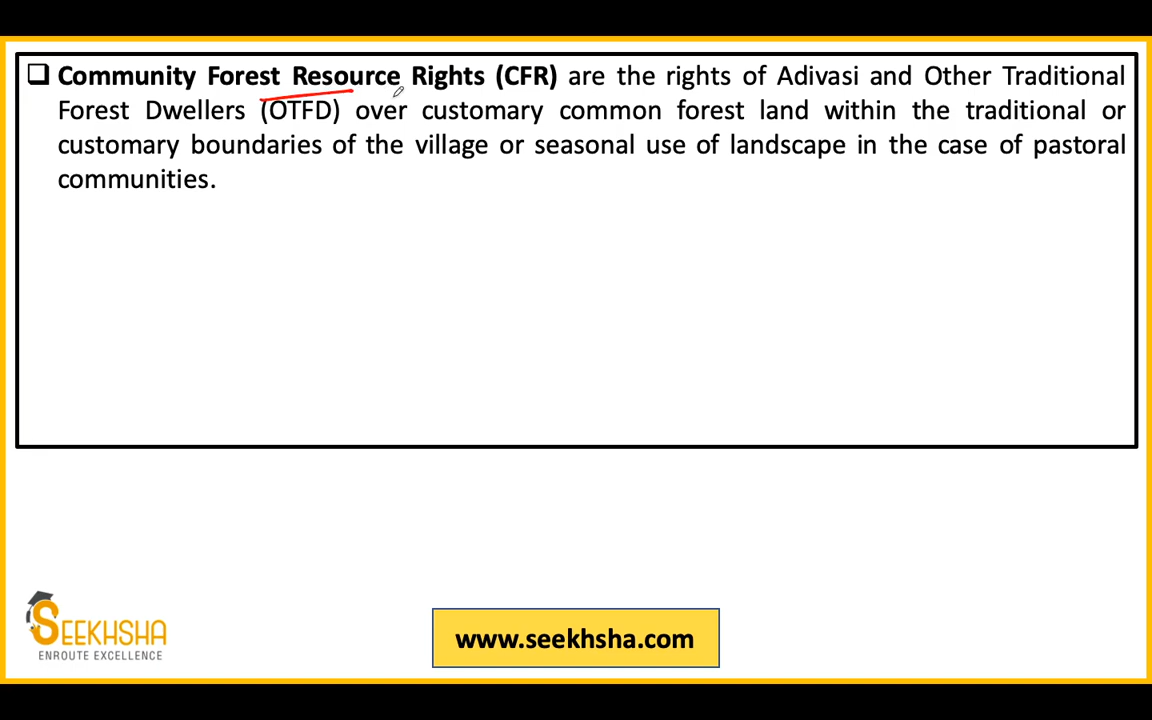 ❑ Community Forest Resource Rights (CFR) are the rights of Adivasi and Other Traditional
Forest Dwellers (OTFD) over customary common forest land within the traditional or
customary boundaries of the village or seasonal use of landscape in the case of pastoral
communities.
SEEKHSHA
ENROUTE EXCELLENCE
www.seekhsha.com